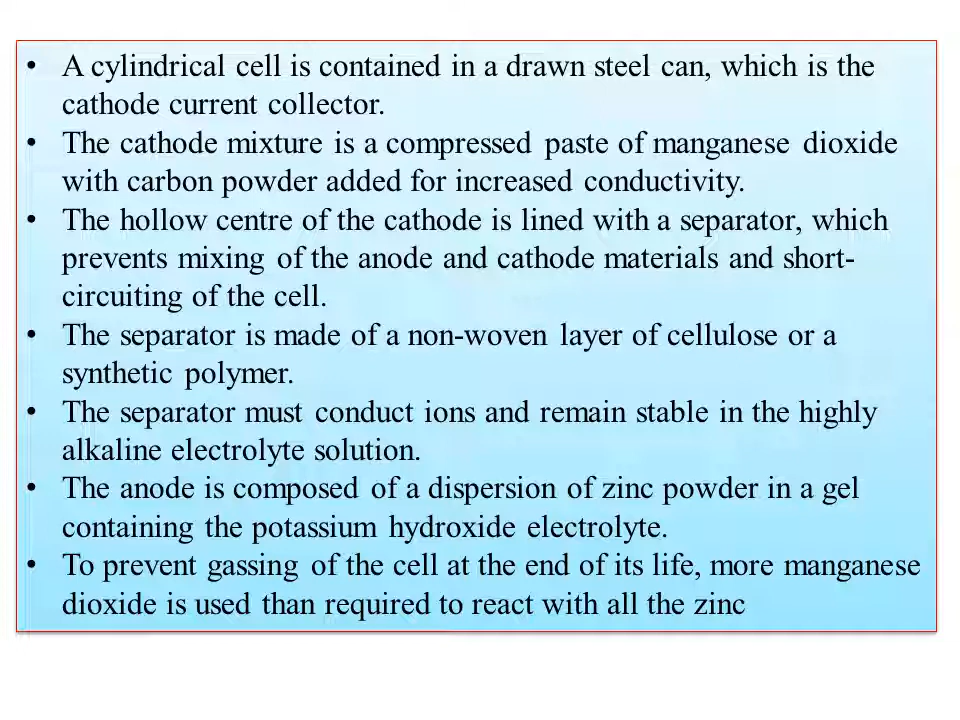 • A cylindrical cell is contained in a drawn steel can, which is the
cathode current collector.
• The cathode mixture is a compressed paste of manganese dioxide
with carbon powder added for increased conductivity.
• The hollow centre of the cathode is lined with a separator, which
prevents mixing of the anode and cathode materials and short-
circuiting of the cell.
• The separator is made of a non-woven layer of cellulose or a
synthetic polymer.
• The separator must conduct ions and remain stable in the highly
alkaline electrolyte solution.
• The anode is composed of a dispersion of zinc powder in a gel
containing the potassium hydroxide electrolyte.
• To prevent gassing of the cell at the end of its life, more manganese
dioxide is used than required to react with all the zinc